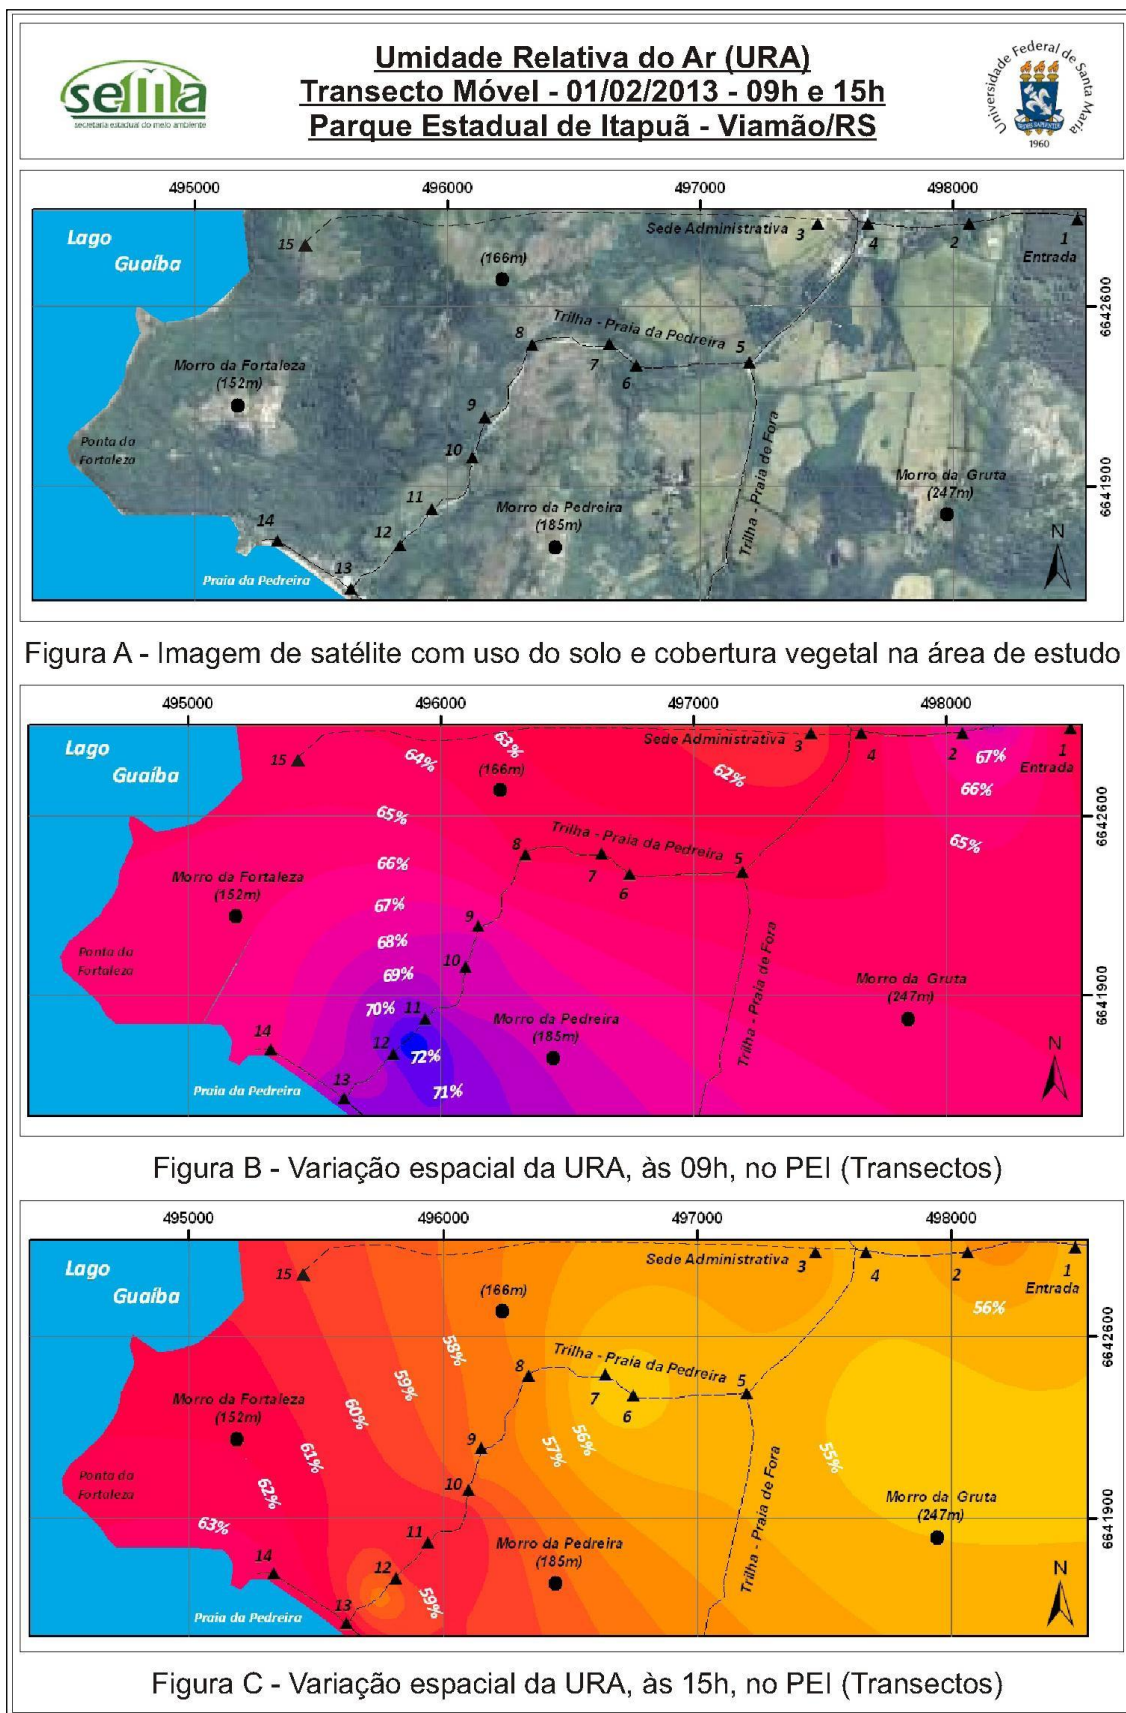 sema
secretaria estadual do meio ambiente
Umidade Relativa do Ar (URA)
Transecto Móvel - 01/02/2013 - 09h e 15h
Parque Estadual de Itapuã - Viamão/RS
Universidade Federal de Santa Maria
1960
495000 496000 497000 498000
Lago
Guaíba
15
(166m)
Sede Administrativa
3
4
2
1
Entrada
6642600
Trilha - Praia da Pedreira
8
7
6
5
Morro da Fortaleza
(152m)
9
Ponta da
Fortaleza
10
11
12
14
13
Praia da Pedreira
Morro da Pedreira
(185m)
Trilha - Praia de Fora
Morro da Gruta
(247m)
6641900
N
Figura A - Imagem de satélite com uso do solo e cobertura vegetal na área de estudo
495000 496000 497000 498000
Lago
Guaíba
15
64%
63%
(166m)
Sede Administrativa
3
4
2
67%
1
Entrada
62%
66%
65%
6642600
65%
Trilha - Praia da Pedreira
8
7
6
5
66%
Morro da Fortaleza
(152m)
67%
9
68%
Ponta da
Fortaleza
10
69%
70%
11
12
72%
71%
14
13
Praia da Pedreira
Morro da Pedreira
(185m)
Trilha - Praia de Fora
Morro da Gruta
(247m)
6641900
N
Figura B - Variação espacial da URA, às 09h, no PEI (Transectos)
495000 496000 497000 498000
Lago
Guaíba
15
(166m)
Sede Administrativa
3
4
2
1
Entrada
56%
6642600
58%
59%
60%
61%
62%
63%
Trilha - Praia da Pedreira
8
7
6
5
Morro da Fortaleza
(152m)
9
56%
57%
55%
Ponta da
Fortaleza
10
11
12
59%
14
13
Praia da Pedreira
Morro da Pedreira
(185m)
Trilha - Praia de Fora
Morro da Gruta
(247m)
6641900
N
Figura C - Variação espacial da URA, às 15h, no PEI (Transectos)